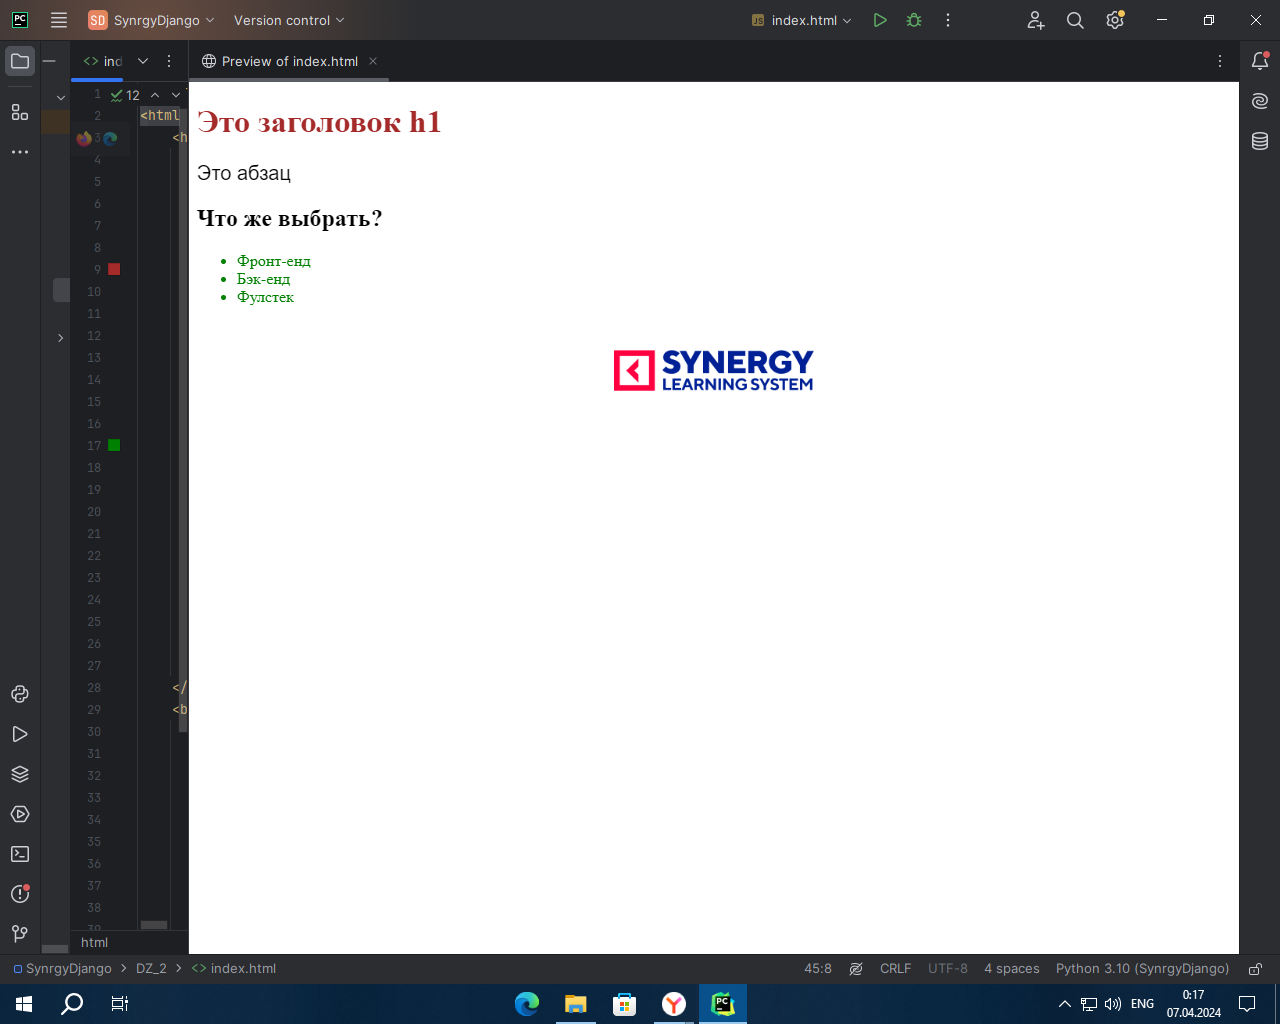 PC SD SynrgyDjango Version control JS index.html
ind Preview of index.html
1 12
2 <html
3 <h
4
5
6
7
8
9
10
11
12
13
14
15
16
17
18
19
20
21
22
23
24
25
26
27
28 </
29 <b
30
31
32
33
34
35
36
37
38
39
Это заголовок h1
Это абзац
Что же выбрать?
Фронт-енд
Бэк-енд
Фулстек
SYNERGY
LEARNING SYSTEM
html
SynrgyDjango DZ_2 <> index.html 45:8 CRLF UTF-8 4 spaces Python 3.10 (SynrgyDjango)
PC ENG 0:17
07.04.2024